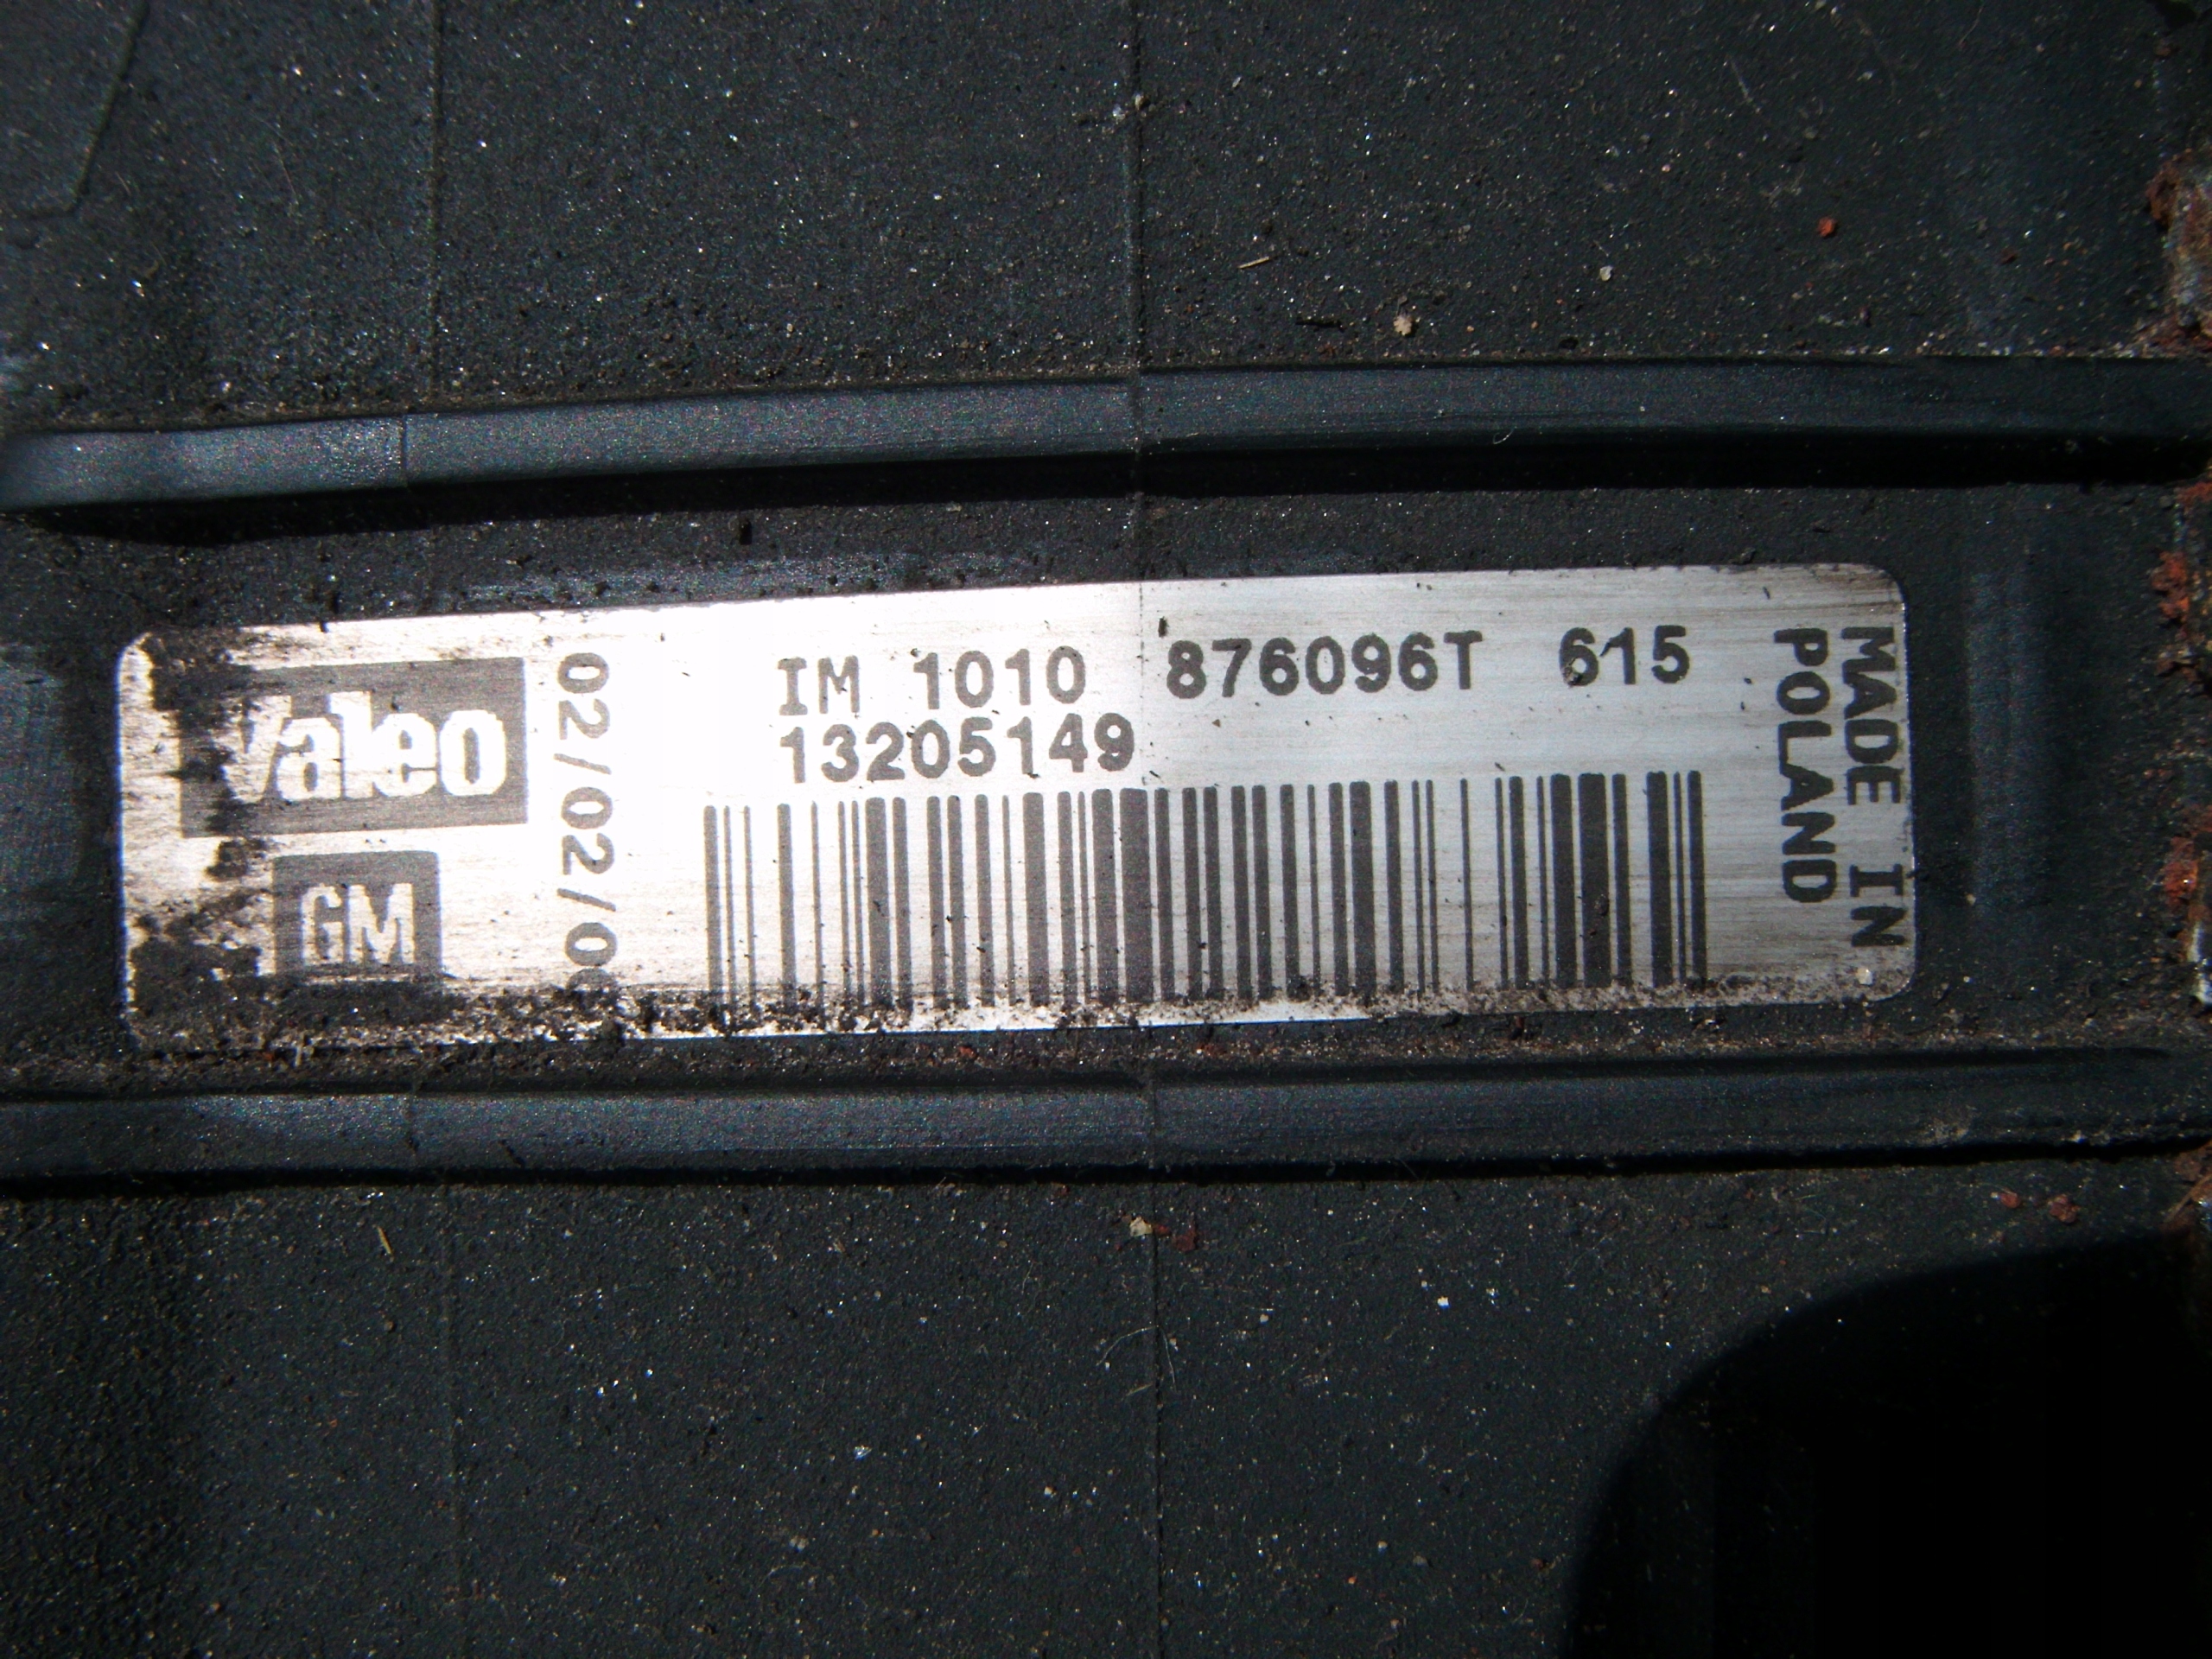 Valeo
GM
02/02/0
IM 1010 876096T 615
13205149
MADE IN
POLAND